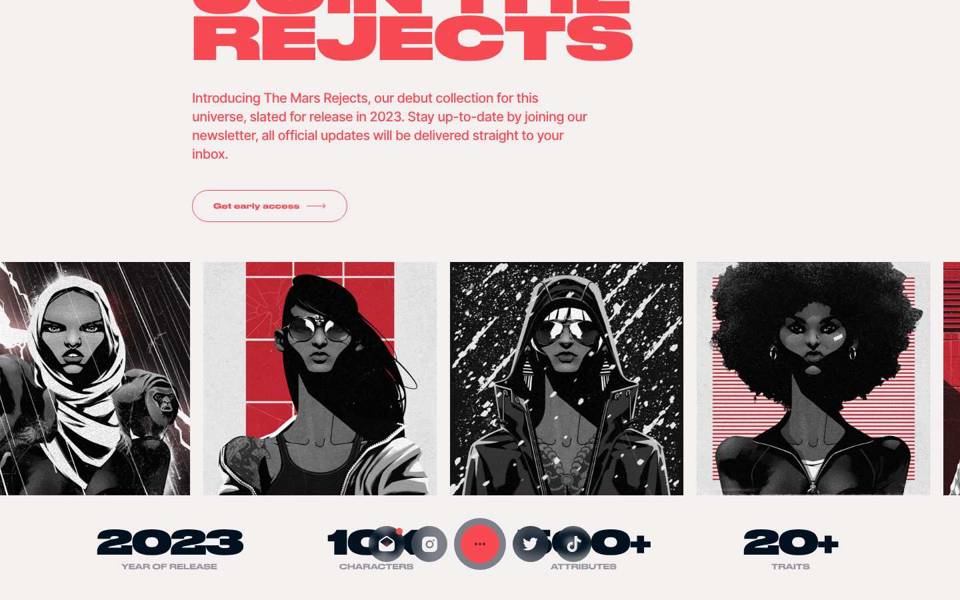 JOIN THE
REJECTS
Introducing The Mars Rejects, our debut collection for this
universe, slated for release in 2023. Stay up-to-date by joining our
newsletter, all official updates will be delivered straight to your
inbox.
Get early access
2023
YEAR OF RELEASE
CHARACTERS
ATTRIBUTES
20+
TRAITS